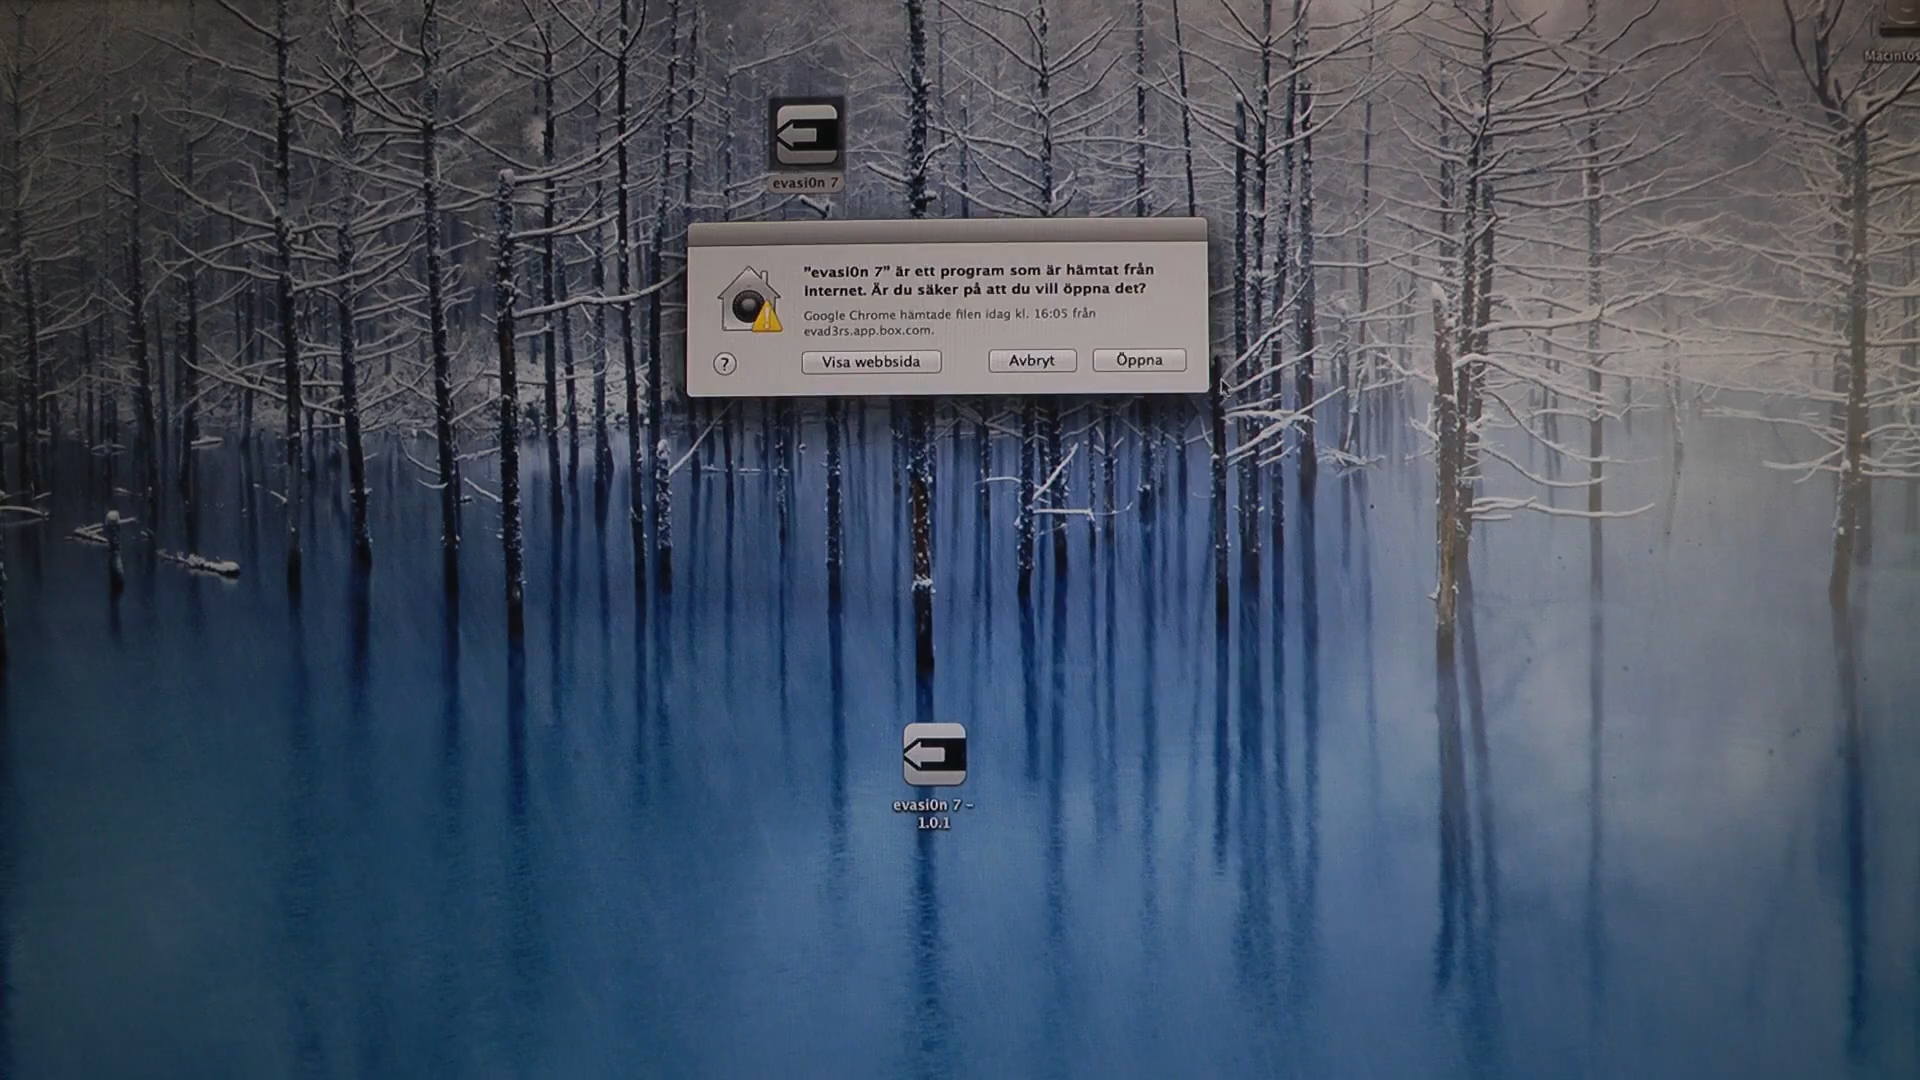 Macintos
evasi0n 7
"evasi0n 7" är ett program som är hämtat från
internet. Är du säker på att du vill öppna det?
Google Chrome hämtade filen idag kl. 16:05 från
evad3rs.app.box.com.
?
Visa webbsida
Avbryt
Öppna
evasi0n 7 -
1.0.1